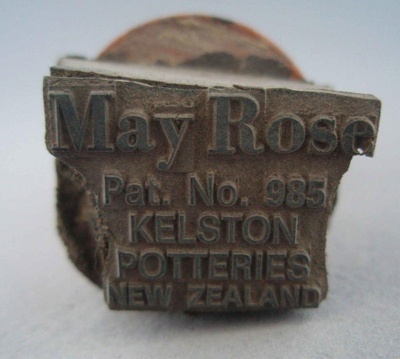 May Rose
Pat. No. 985
KELSTON
POTTERIES
NEW ZEALAND